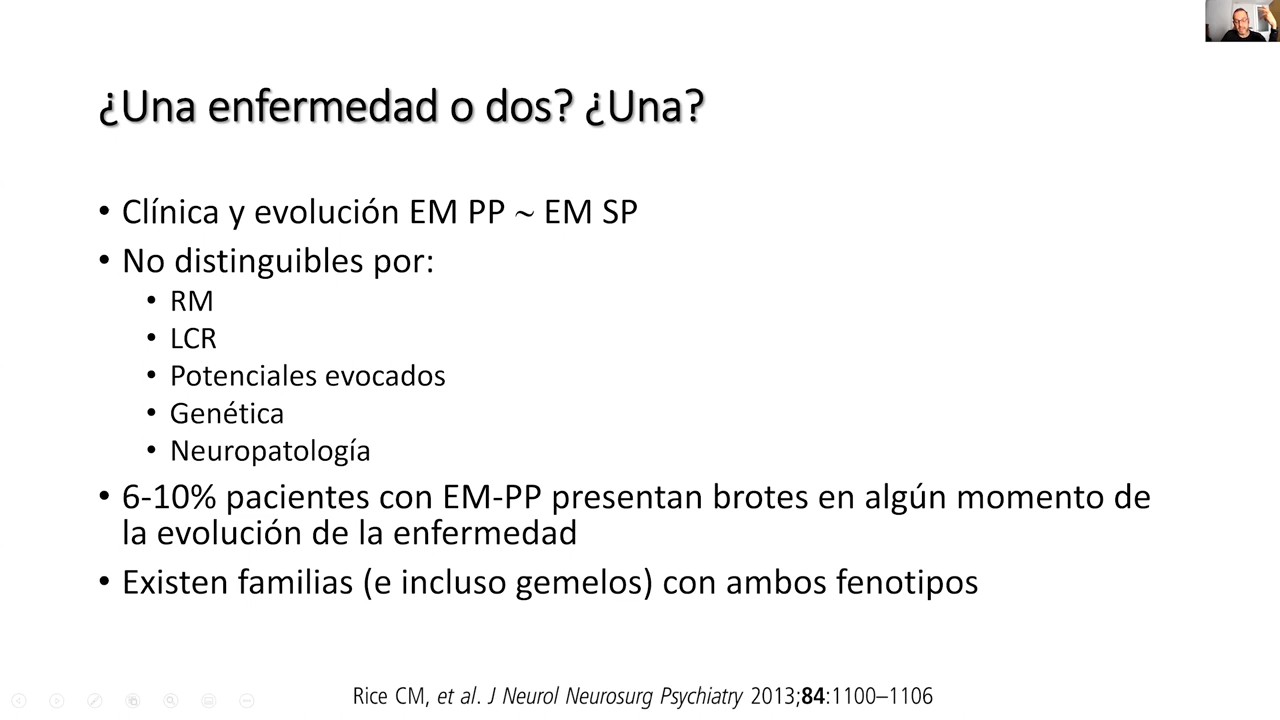 ¿Una enfermedad o dos? ¿Una?
• Clínica y evolución EM PP ~ EM SP
• No distinguibles por:
• RM
• LCR
• Potenciales evocados
• Genética
• Neuropatología
• 6-10% pacientes con EM-PP presentan brotes en algún momento de
la evolución de la enfermedad
• Existen familias (e incluso gemelos) con ambos fenotipos
Rice CM, et al. J Neurol Neurosurg Psychiatry 2013;84:1100–1106